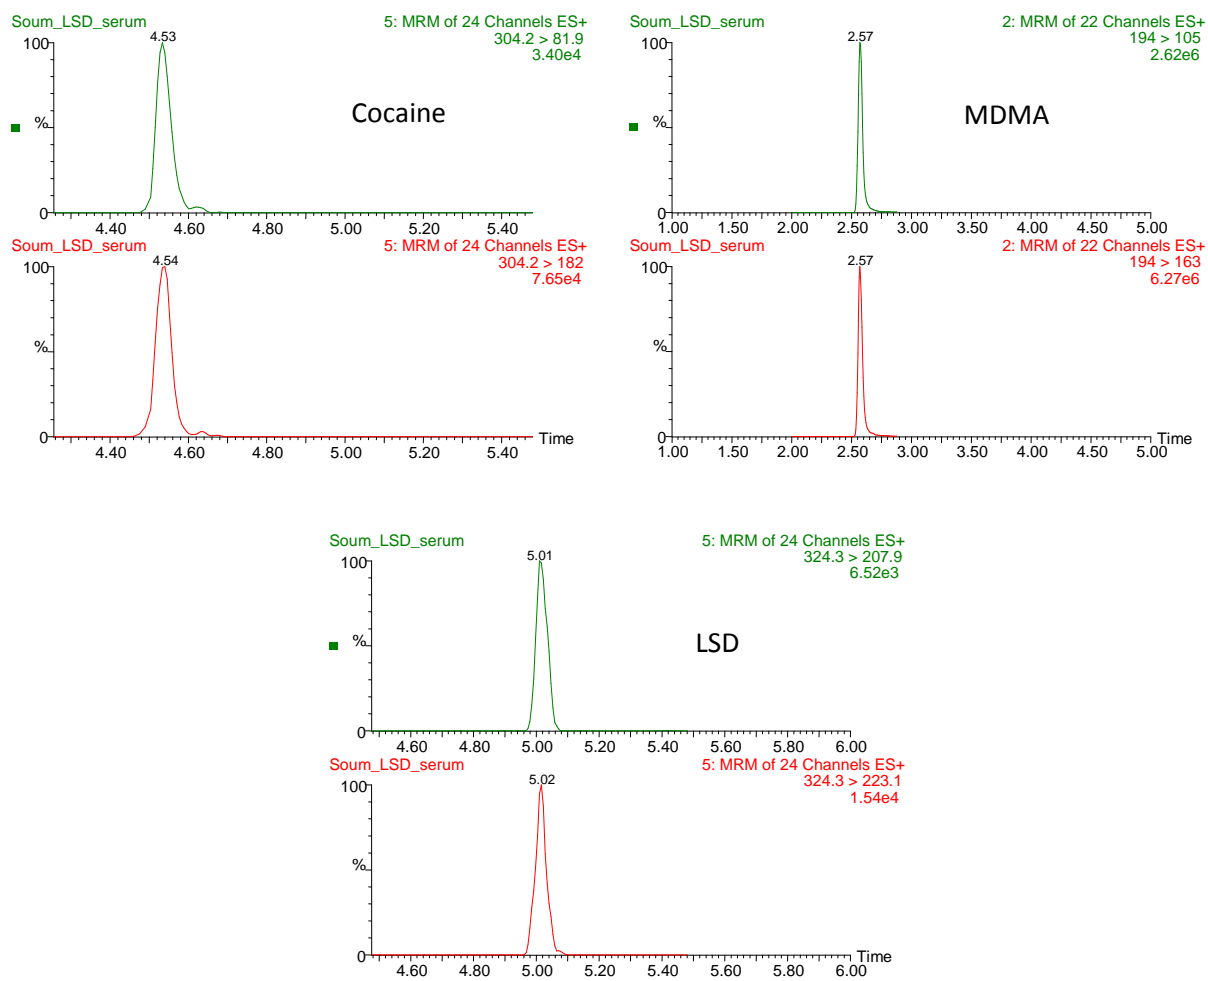 Soum_LSD_serum
5: MRM of 24 Channels ES+
304.2 > 81.9
3.40e4
4.53
100
%
0
Cocaine
4.40 4.60 4.80 5.00 5.20 5.40
Soum_LSD_serum
5: MRM of 24 Channels ES+
304.2 > 182
7.65e4
4.54
100
%
0
Time
4.40 4.60 4.80 5.00 5.20 5.40
Soum_LSD_serum
2: MRM of 22 Channels ES+
194 > 105
2.62e6
2.57
100
%
0
MDMA
1.00 1.50 2.00 2.50 3.00 3.50 4.00 4.50 5.00
Soum_LSD_serum
2: MRM of 22 Channels ES+
194 > 163
6.27e6
2.57
100
%
0
Time
1.00 1.50 2.00 2.50 3.00 3.50 4.00 4.50 5.00
Soum_LSD_serum
5: MRM of 24 Channels ES+
324.3 > 207.9
6.52e3
5.01
100
%
0
LSD
4.60 4.80 5.00 5.20 5.40 5.60 5.80 6.00
Soum_LSD_serum
5: MRM of 24 Channels ES+
324.3 > 223.1
1.54e4
5.02
100
%
0
Time
4.60 4.80 5.00 5.20 5.40 5.60 5.80 6.00